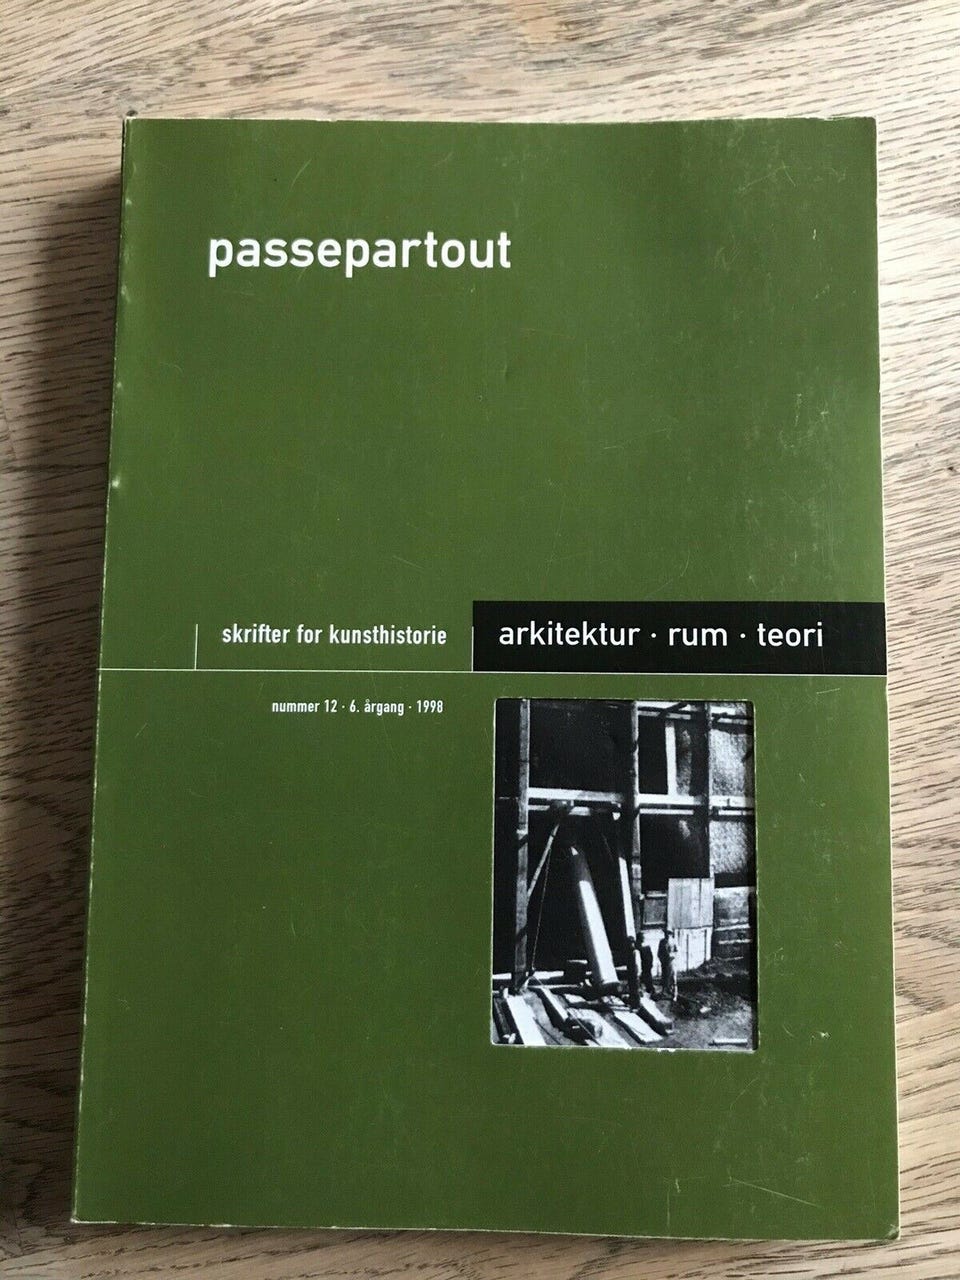 passepartout
skrifter for kunsthistorie
arkitektur · rum · teori
nummer 12 · 6. årgang · 1998